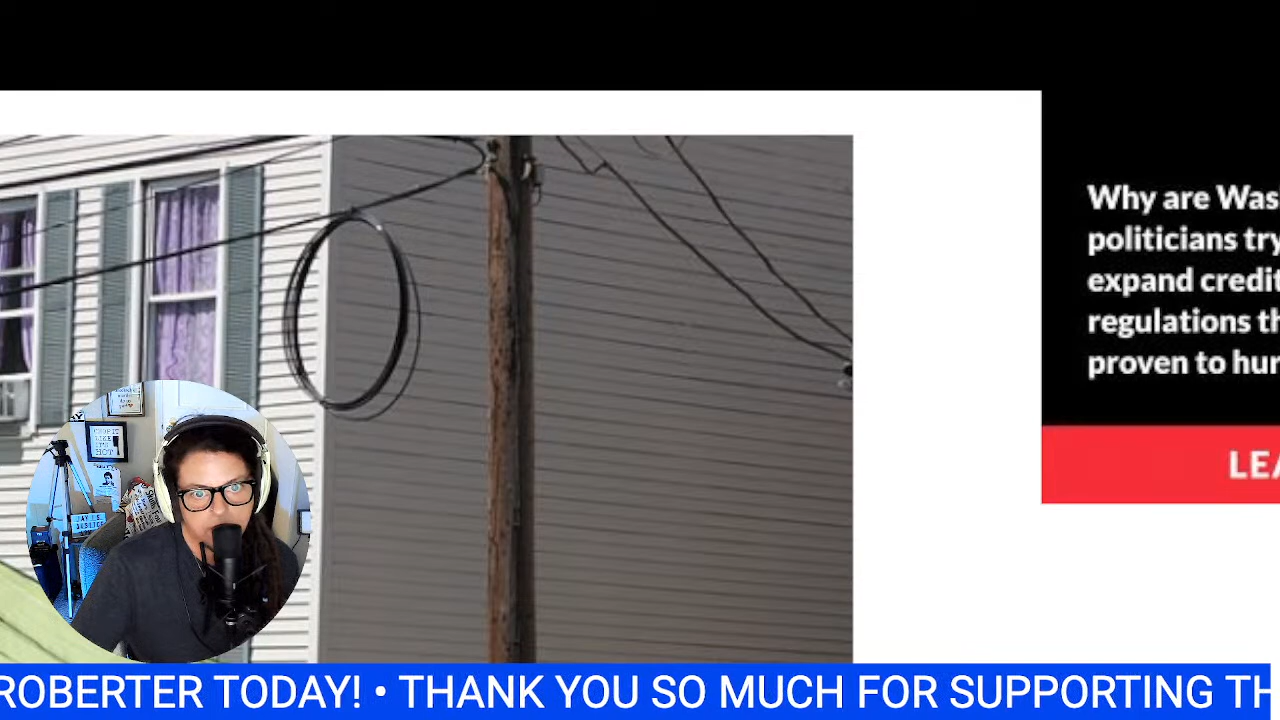 Why are Was
politicians try
expand credit
regulations th
proven to hur
LEA
ROBERTER TODAY! • THANK YOU SO MUCH FOR SUPPORTING TH